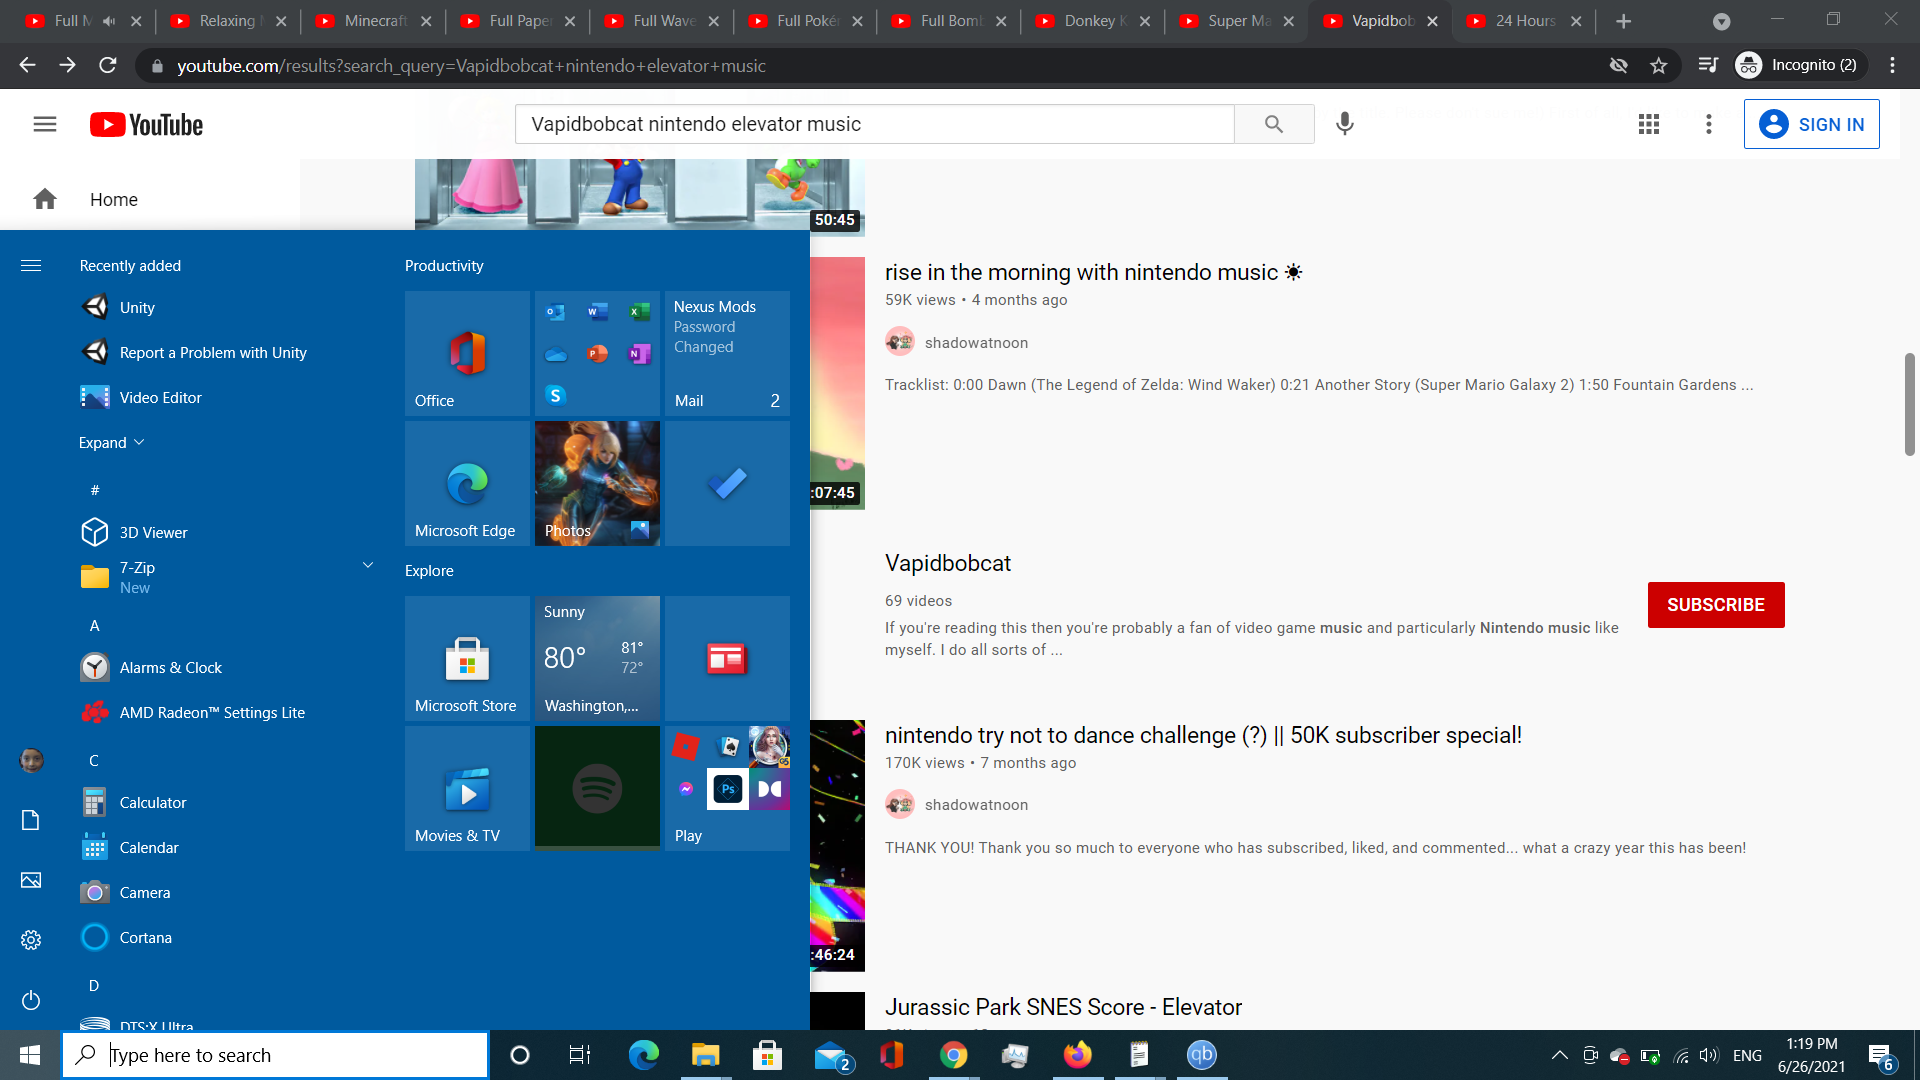 Full M
Relaxing
Minecraft
Full Pape
Full Wave
Full Poké
Full Bomb
Donkey K
Super Ma
Vapidbob
24 Hours
youtube.com/results?search_query=Vapidbobcat+nintendo+elevator+music
Incognito (2)
YouTube
Vapidbobcat nintendo elevator music
SIGN IN
Home
50:45
Recently added
Unity
Report a Problem with Unity
Video Editor
Expand
#
3D Viewer
7-Zip
New
A
Alarms & Clock
AMD Radeon™ Settings Lite
C
Calculator
Calendar
Camera
Cortana
D
DTS:X Ultra
Productivity
Office
Nexus Mods
Password
Changed
Mail 2
Microsoft Edge
Photos
Explore
Microsoft Store
Sunny
80° 81°
72°
Washington,...
Movies & TV
Ps
Play
rise in the morning with nintendo music ☀
59K views • 4 months ago
shadowatnoon
Tracklist: 0:00 Dawn (The Legend of Zelda: Wind Waker) 0:21 Another Story (Super Mario Galaxy 2) 1:50 Fountain Gardens ...
:07:45
Vapidbobcat
69 videos
If you're reading this then you're probably a fan of video game music and particularly Nintendo music like
myself. I do all sorts of ...
SUBSCRIBE
nintendo try not to dance challenge (?) || 50K subscriber special!
170K views • 7 months ago
shadowatnoon
THANK YOU! Thank you so much to everyone who has subscribed, liked, and commented... what a crazy year this has been!
:46:24
Jurassic Park SNES Score - Elevator
Type here to search
2
qb
ENG
1:19 PM
6/26/2021
6